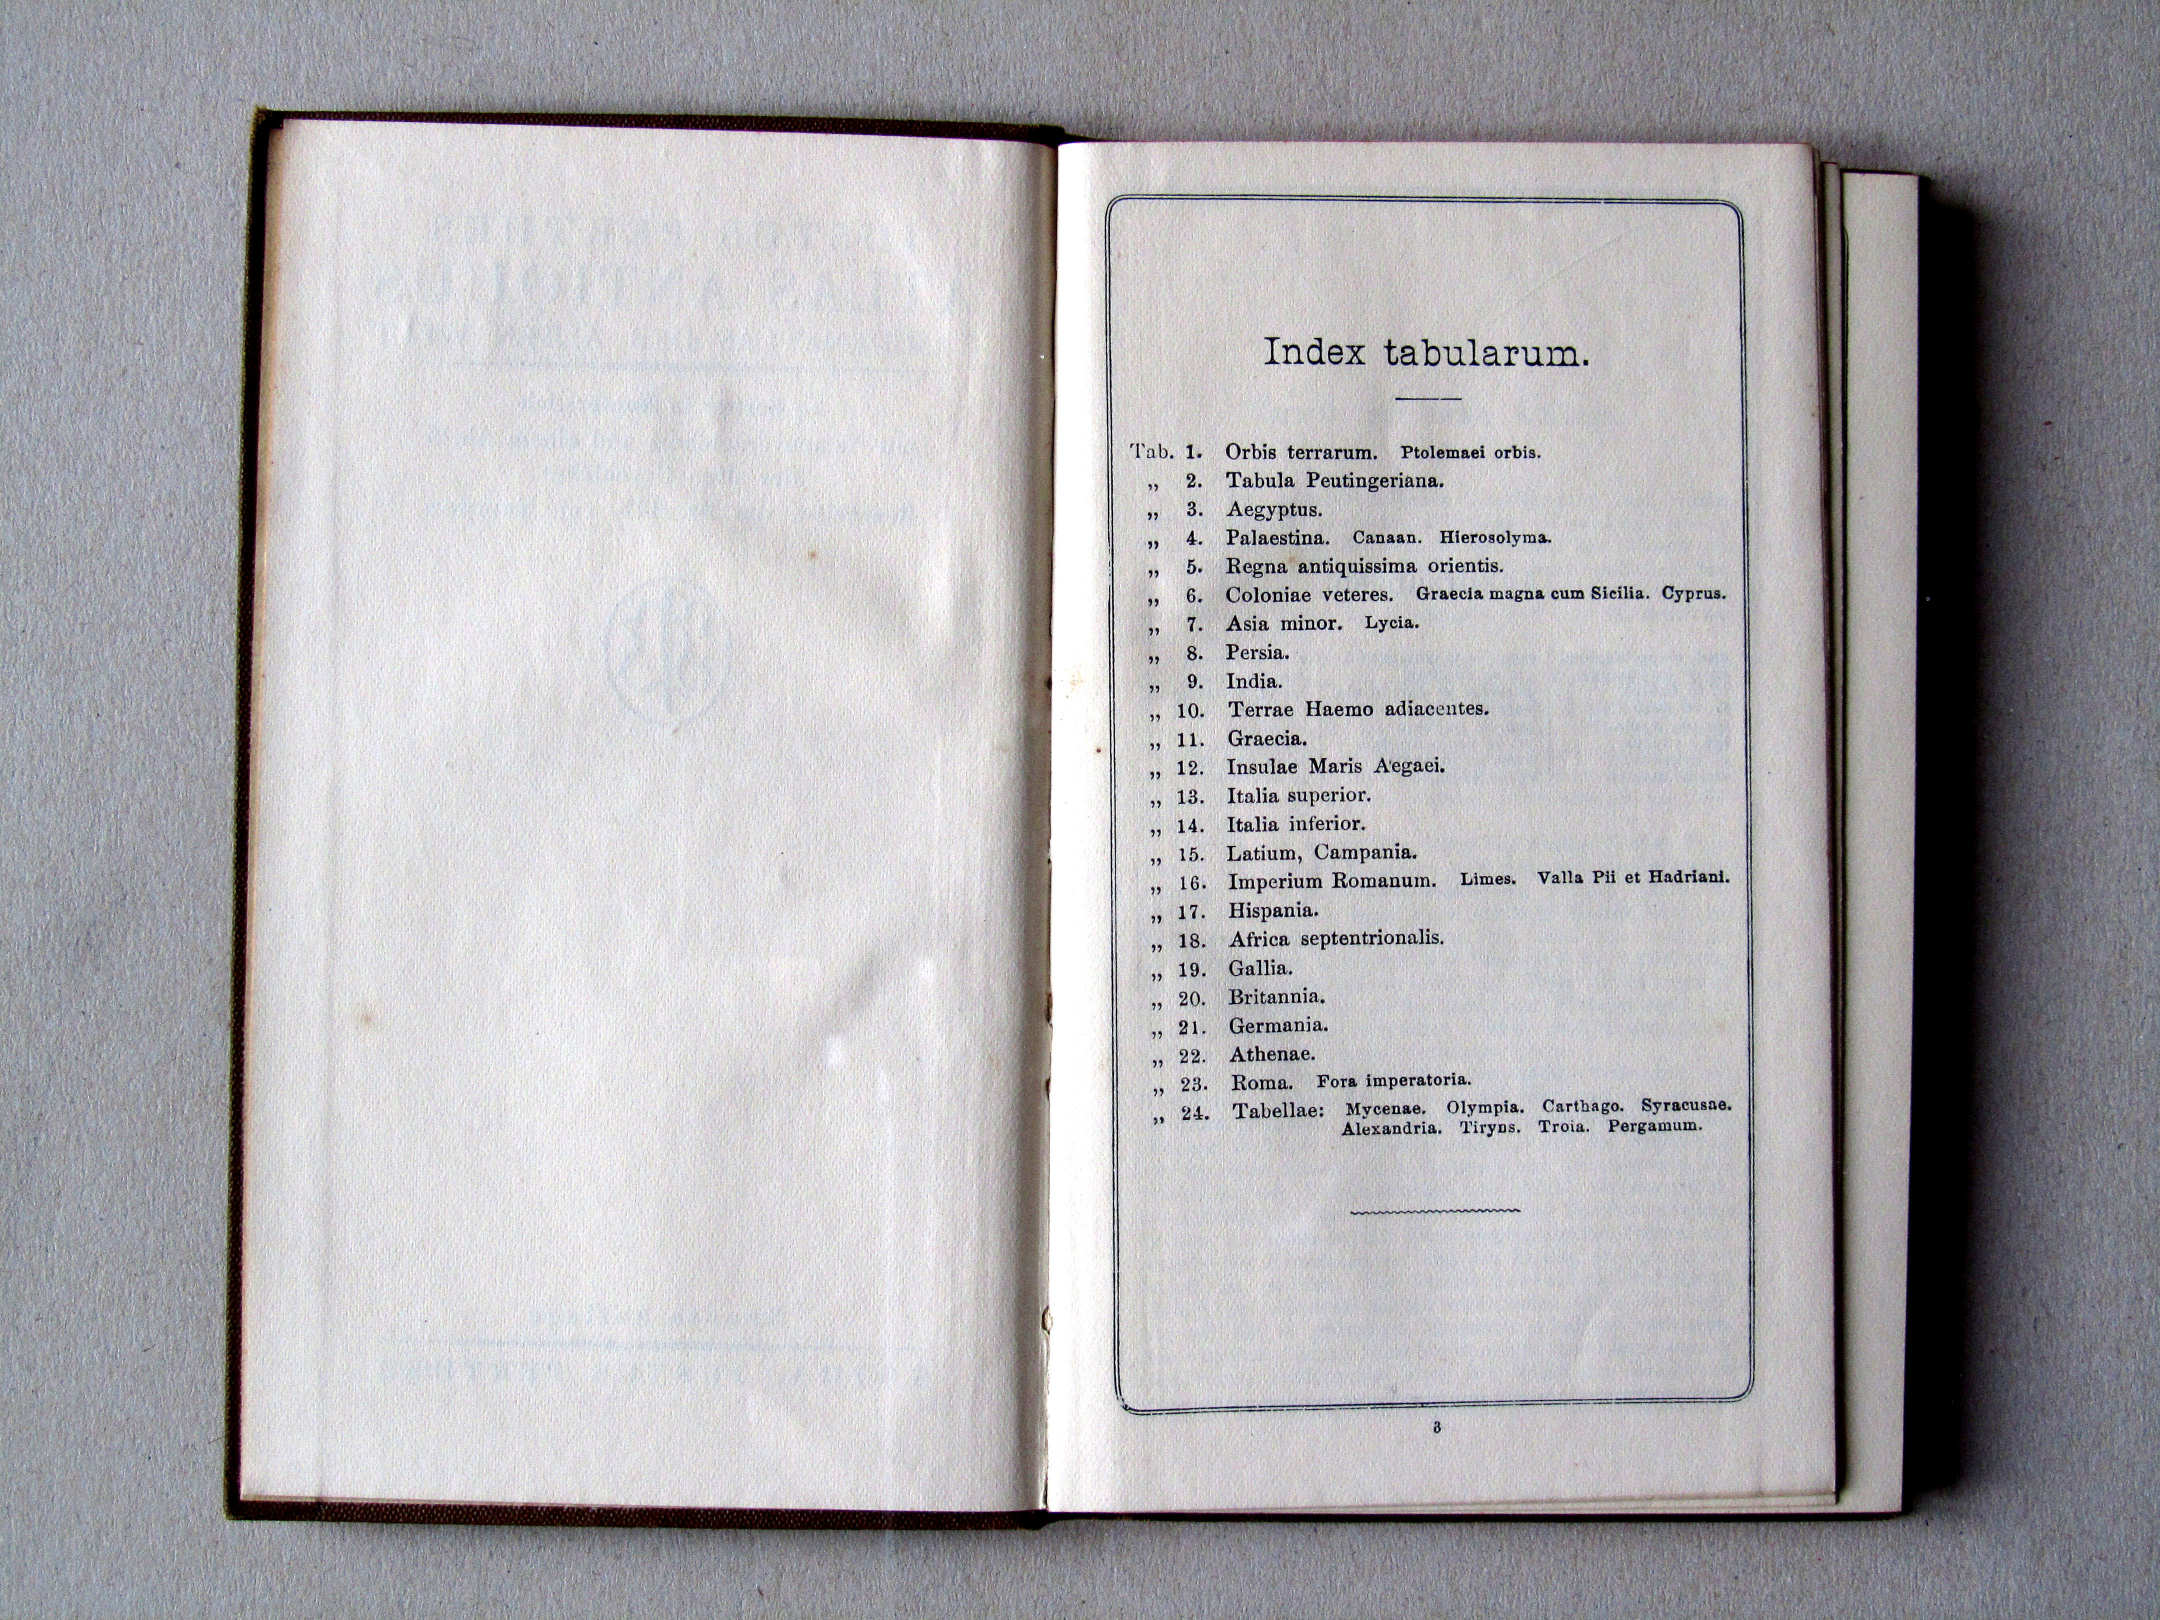 Index tabularum.
Tab. 1. Orbis terrarum. Ptolemaei orbis.
„ 2. Tabula Peutingeriana.
„ 3. Aegyptus.
„ 4. Palaestina. Canaan. Hierosolyma.
„ 5. Regna antiquissima orientis.
„ 6. Coloniae veteres. Graecia magna cum Sicilia. Cyprus.
„ 7. Asia minor. Lycia.
„ 8. Persia.
„ 9. India.
„ 10. Terrae Haemo adiacentes.
„ 11. Graecia.
„ 12. Insulae Maris Aegaei.
„ 13. Italia superior.
„ 14. Italia inferior.
„ 15. Latium, Campania.
„ 16. Imperium Romanum. Limes. Valla Pii et Hadriani.
„ 17. Hispania.
„ 18. Africa septentrionalis.
„ 19. Gallia.
„ 20. Britannia.
„ 21. Germania.
„ 22. Athenae.
„ 23. Roma. Fora imperatoria.
„ 24. Tabellae: Mycenae. Olympia. Carthago. Syracusae.
Alexandria. Tiryns. Troia. Pergamum.
3